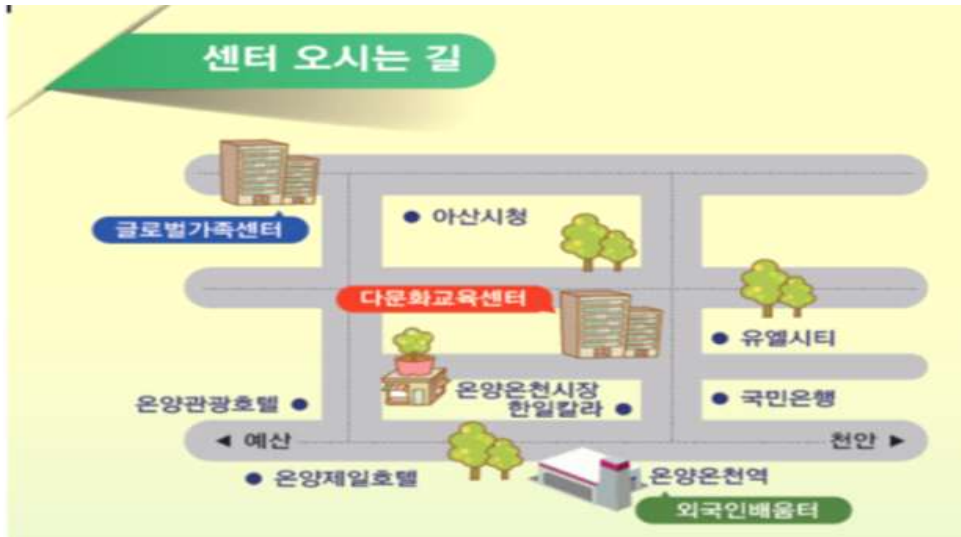 센터 오시는 길
글로벌가족센터
아산시청
다문화교육센터
유엘시티
온양온천시장
한일칼라
온양관광호텔
국민은행
◀ 예산
천안 ▶
온양제일호텔
온양온천역
외국인배움터